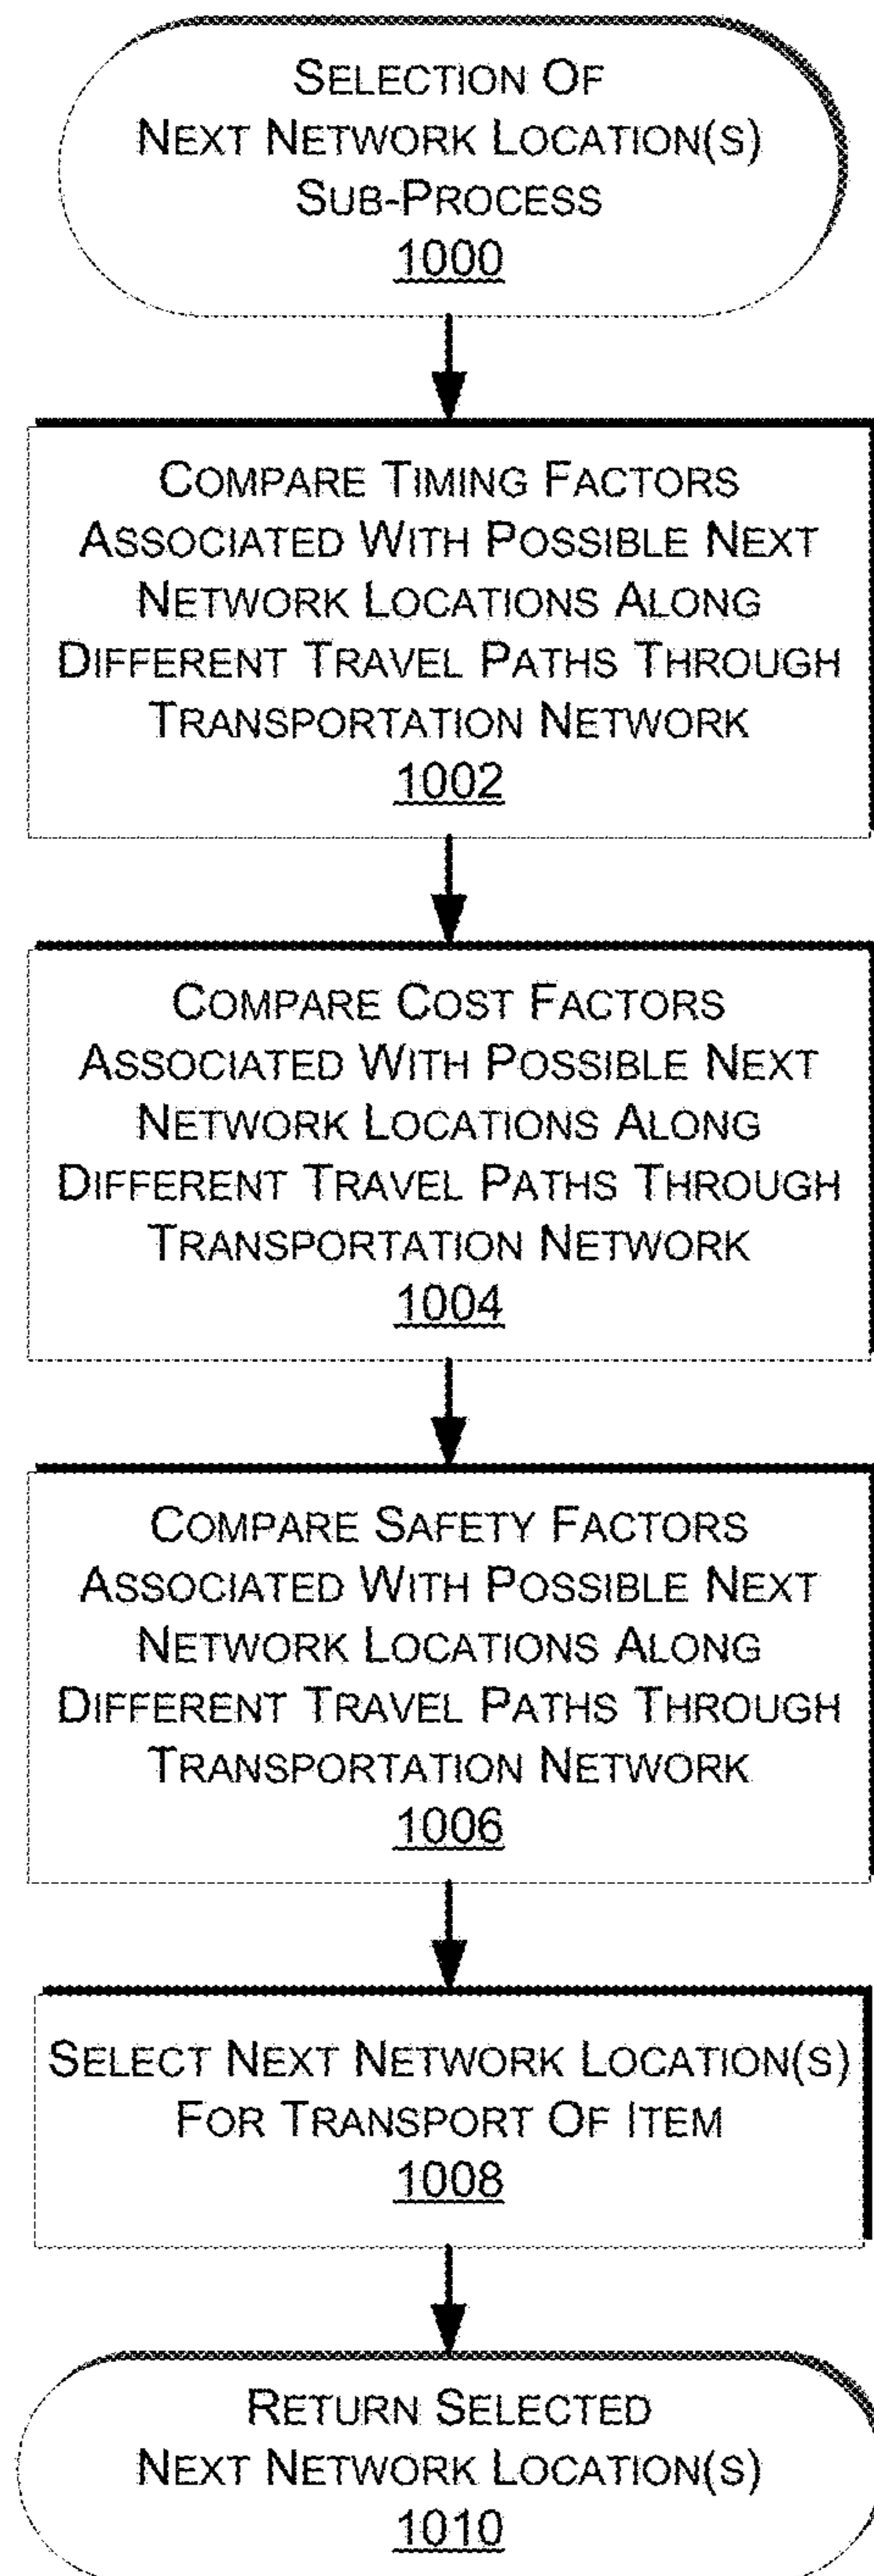 SELECTION OF
NEXT NETWORK LOCATION(S)
SUB-PROCESS
1000
COMPARE TIMING FACTORS
ASSOCIATED WITH POSSIBLE NEXT
NETWORK LOCATIONS ALONG
DIFFERENT TRAVEL PATHS THROUGH
TRANSPORTATION NETWORK
1002
COMPARE COST FACTORS
ASSOCIATED WITH POSSIBLE NEXT
NETWORK LOCATIONS ALONG
DIFFERENT TRAVEL PATHS THROUGH
TRANSPORTATION NETWORK
1004
COMPARE SAFETY FACTORS
ASSOCIATED WITH POSSIBLE NEXT
NETWORK LOCATIONS ALONG
DIFFERENT TRAVEL PATHS THROUGH
TRANSPORTATION NETWORK
1006
SELECT NEXT NETWORK LOCATION(S)
FOR TRANSPORT OF ITEM
1008
RETURN SELECTED
NEXT NETWORK LOCATION(S)
1010